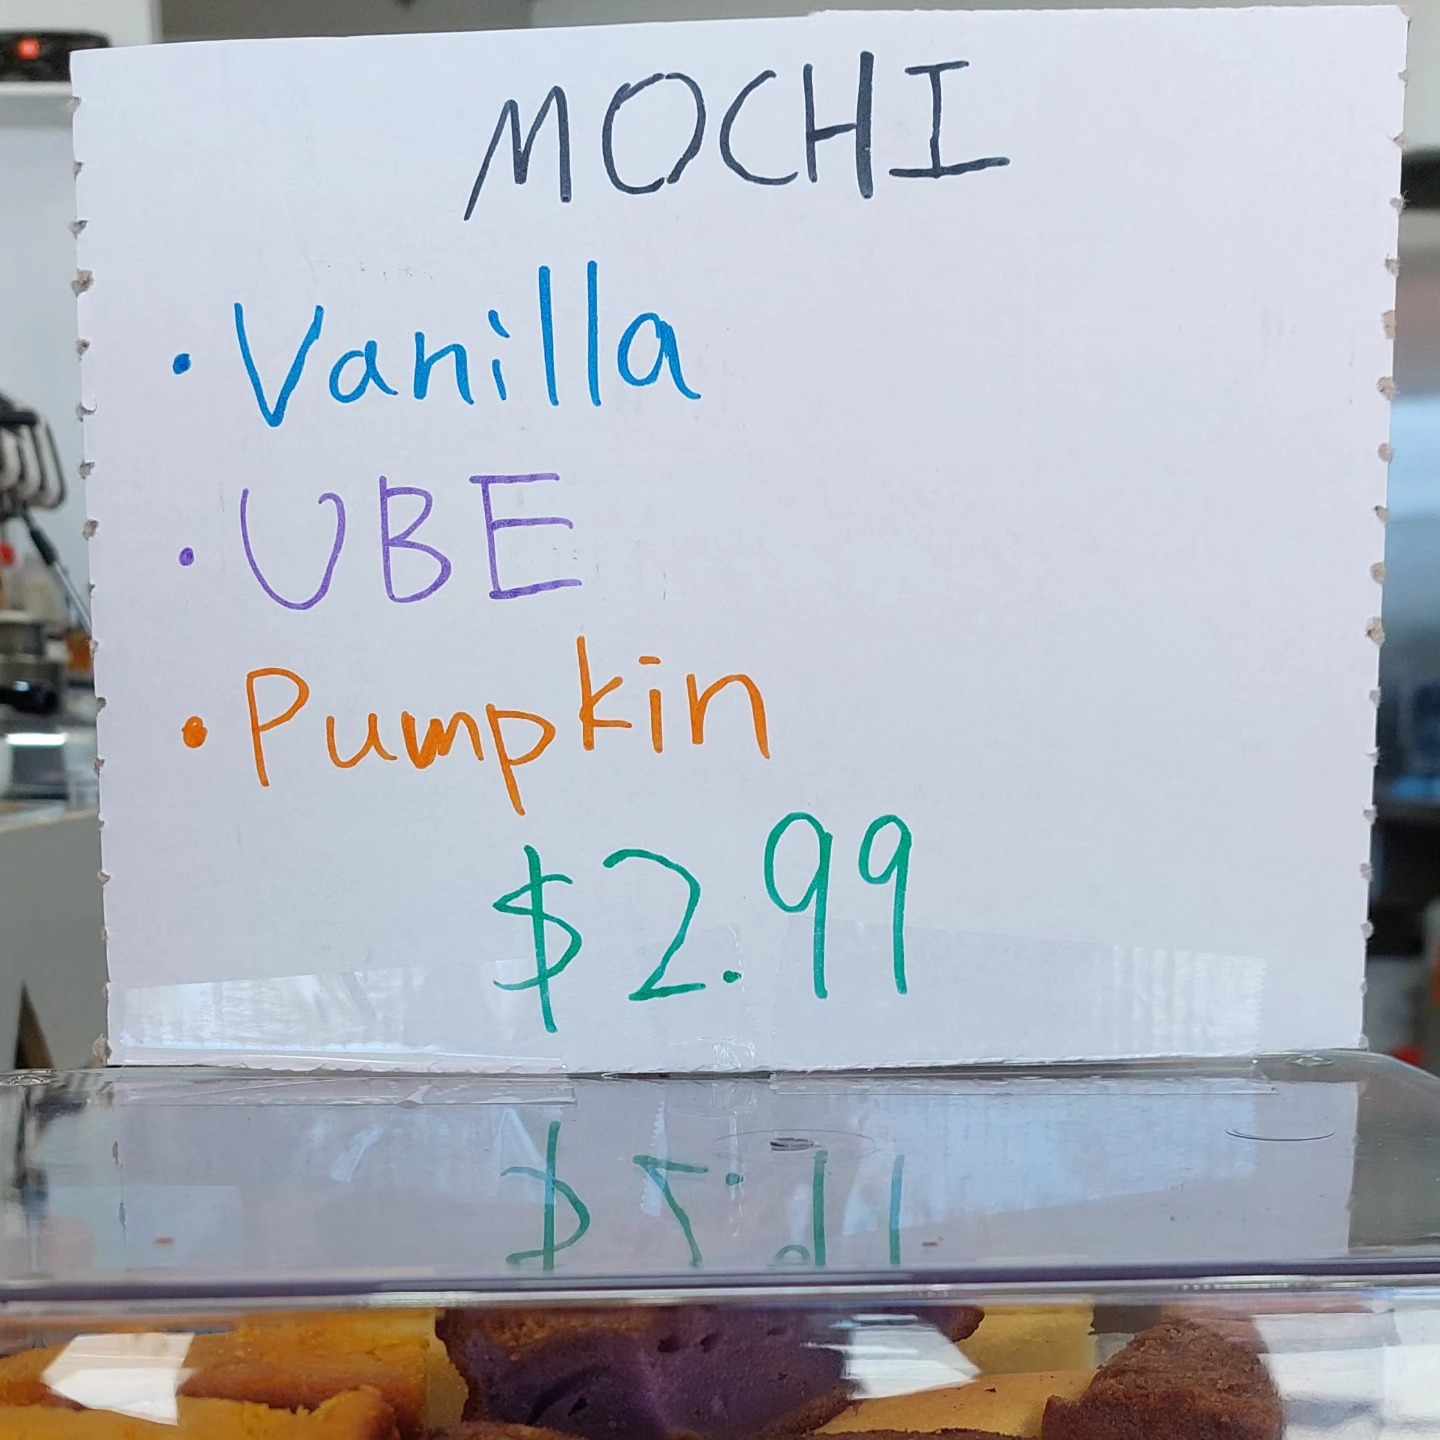 MOCHI
• Vanilla
• UBE
• Pumpkin
$2.99